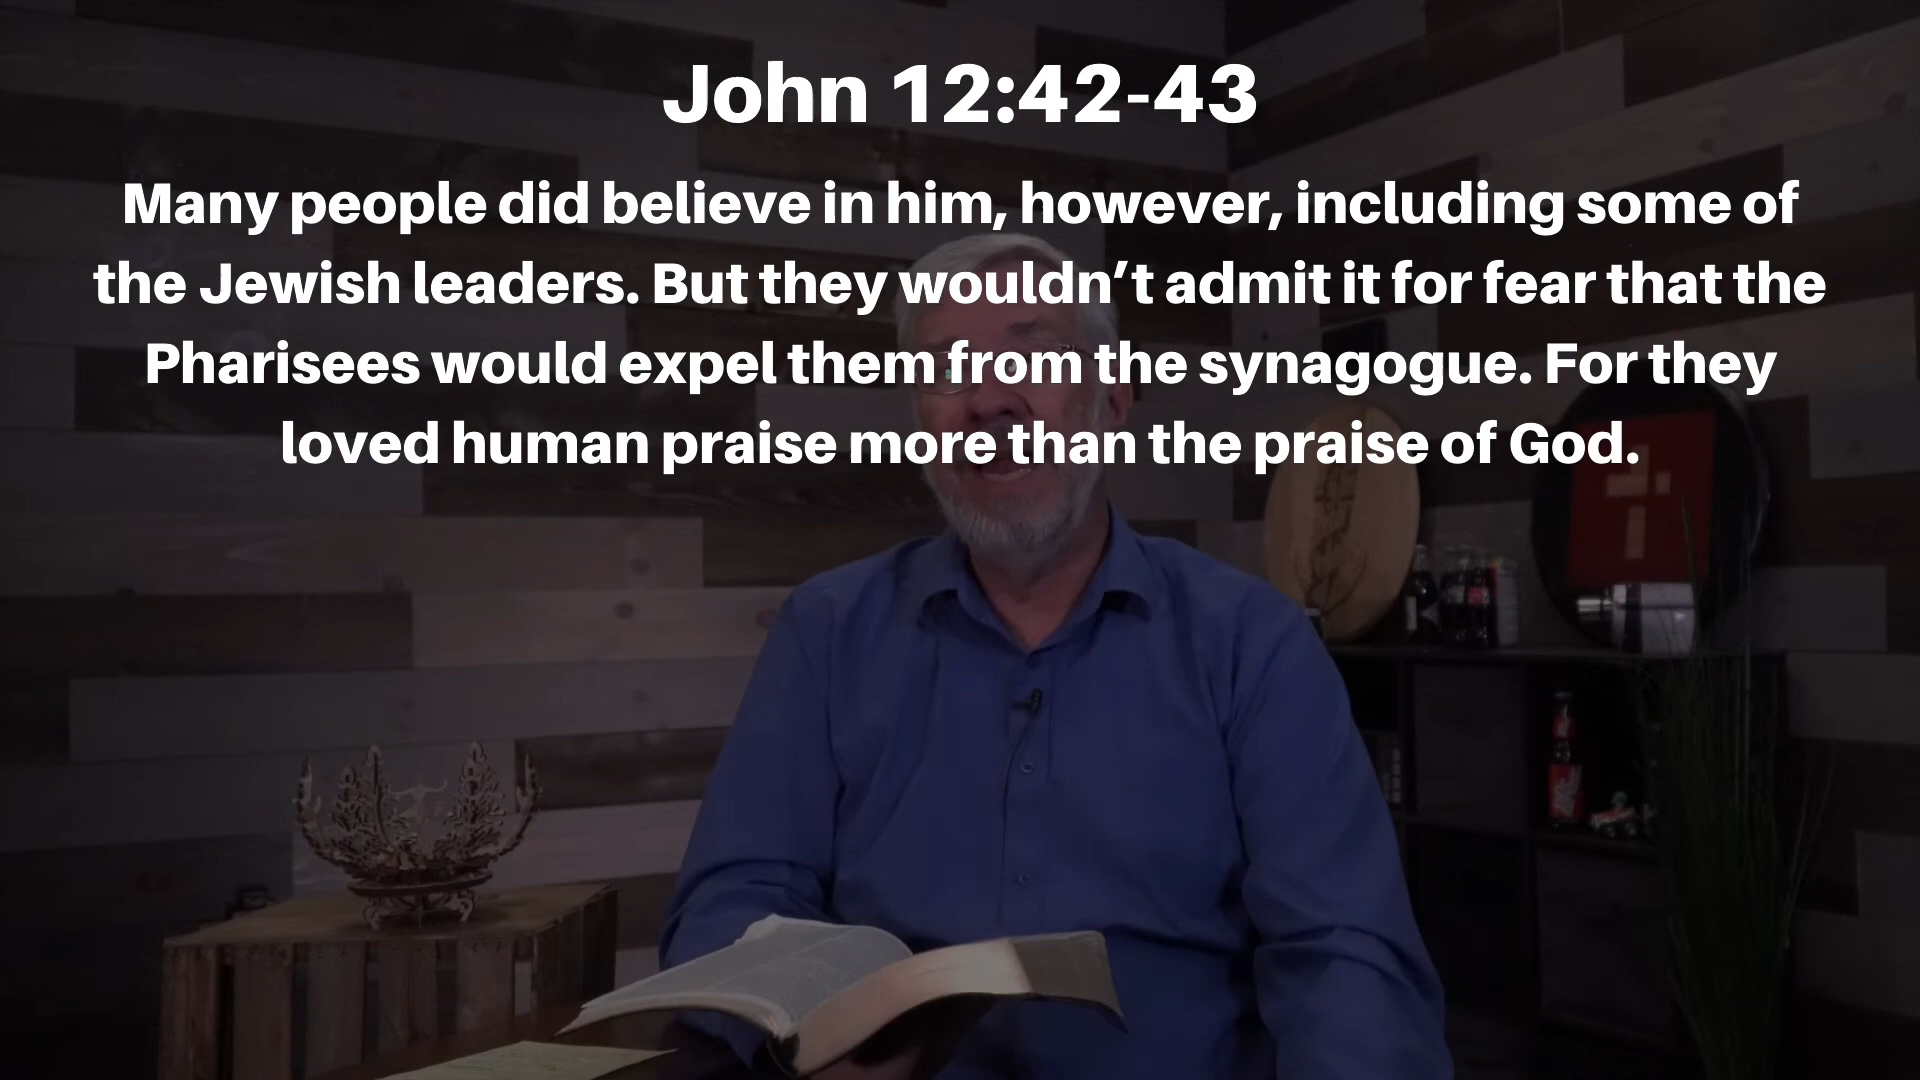 John 12:42-43
Many people did believe in him, however, including some of
the Jewish leaders. But they wouldn’t admit it for fear that the
Pharisees would expel them from the synagogue. For they
loved human praise more than the praise of God.